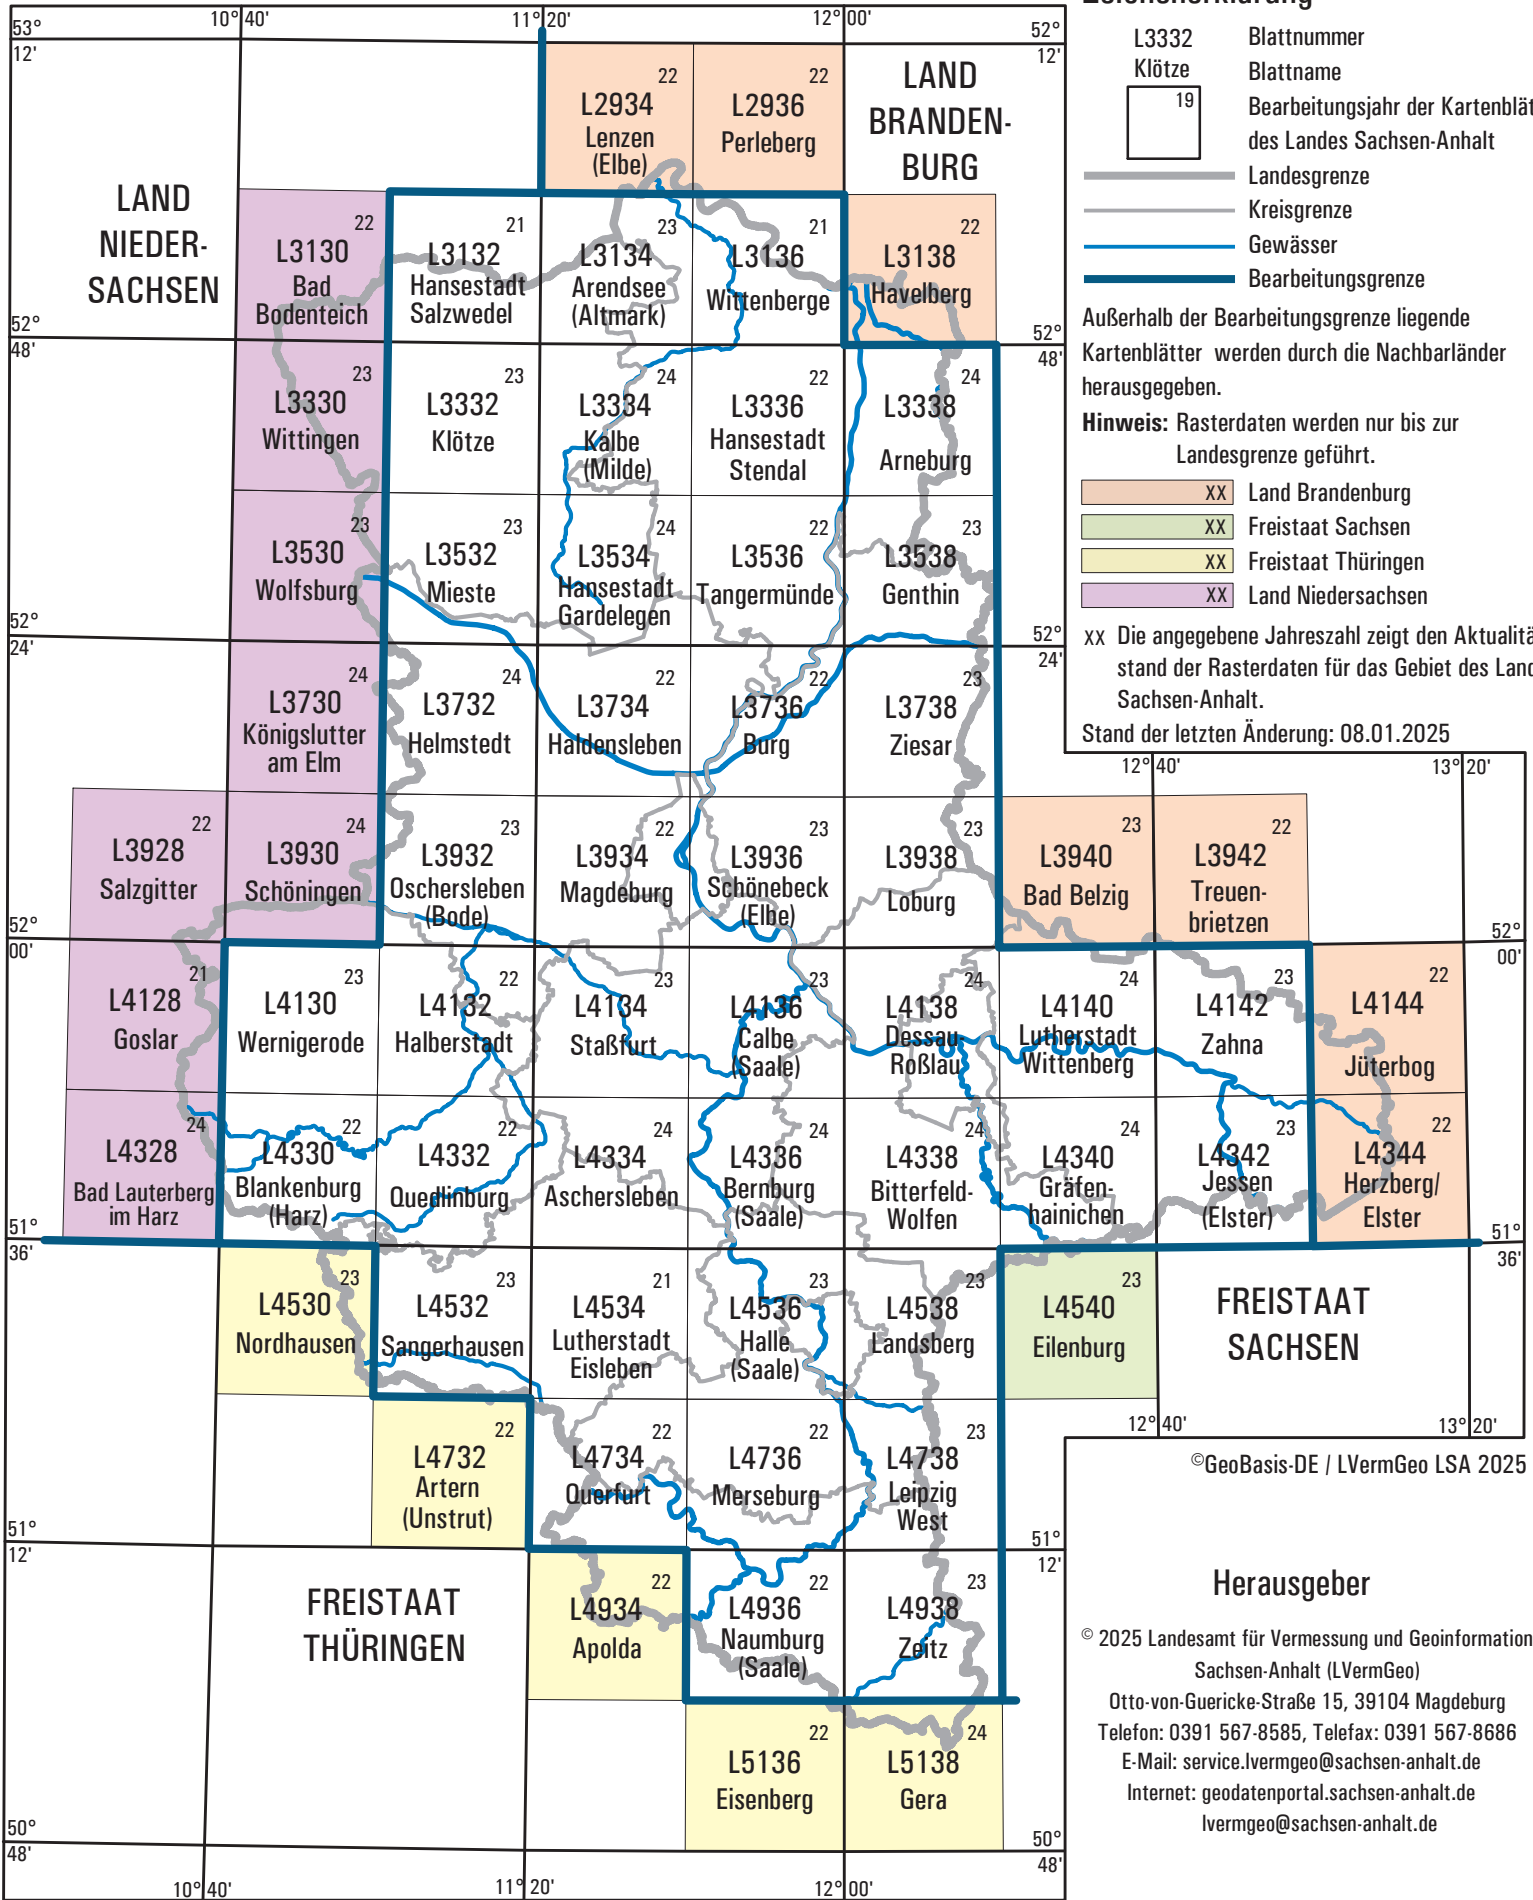 10°40'
11°20'
12°00'
53°
12'
52°
12'
L3332
Blattnummer
Klötze
Blattname
19
Bearbeitungsjahr der Kartenblät
des Landes Sachsen-Anhalt
Landesgrenze
Kreisgrenze
Gewässer
Bearbeitungsgrenze
Außerhalb der Bearbeitungsgrenze liegende
Kartenblätter werden durch die Nachbarländer
herausgegeben.
Hinweis: Rasterdaten werden nur bis zur
Landesgrenze geführt.
XX Land Brandenburg
XX Freistaat Sachsen
XX Freistaat Thüringen
XX Land Niedersachsen
xx Die angegebene Jahreszahl zeigt den Aktualitä
stand der Rasterdaten für das Gebiet des Land
Sachsen-Anhalt.
Stand der letzten Änderung: 08.01.2025
LAND
NIEDER-
SACHSEN
LAND
BRANDEN-
BURG
22
L2934
Lenzen
(Elbe)
22
L2936
Perleberg
22
L3130
Bad
Bodenteich
21
L3132
Hansestadt
Salzwedel
23
L3134
Arendsee
(Altmark)
21
L3136
Wittenberge
22
L3138
Havelberg
52°
48'
52°
48'
23
L3330
Wittingen
23
L3332
Klötze
24
L3334
Kalbe
(Milde)
22
L3336
Hansestadt
Stendal
24
L3338
Arneburg
23
L3530
Wolfsburg
23
L3532
Mieste
24
L3534
Hansestadt
Gardelegen
22
L3536
Tangermünde
23
L3538
Genthin
52°
24'
52°
24'
24
L3730
Königslutter
am Elm
24
L3732
Helmstedt
22
L3734
Haldensleben
22
L3736
Burg
23
L3738
Ziesar
12°40'
13°20'
22
L3928
Salzgitter
24
L3930
Schöningen
23
L3932
Oschersleben
(Bode)
22
L3934
Magdeburg
23
L3936
Schönebeck
(Elbe)
23
L3938
Loburg
23
L3940
Bad Belzig
22
L3942
Treuen-
brietzen
52°
00'
52°
00'
21
L4128
Goslar
23
L4130
Wernigerode
22
L4132
Halberstadt
23
L4134
Staßfurt
23
L4136
Calbe
(Saale)
24
L4138
Dessau-
Roßlau
24
L4140
Lutherstadt
Wittenberg
23
L4142
Zahna
22
L4144
Jüterbog
24
L4328
Bad Lauterberg
im Harz
22
L4330
Blankenburg
(Harz)
22
L4332
Quedlinburg
24
L4334
Aschersleben
24
L4336
Bernburg
(Saale)
24
L4338
Bitterfeld-
Wolfen
24
L4340
Gräfen-
hainichen
23
L4342
Jessen
(Elster)
22
L4344
Herzberg/
Elster
51°
36'
51°
36'
23
L4530
Nordhausen
23
L4532
Sangerhausen
21
L4534
Lutherstadt
Eisleben
23
L4536
Halle
(Saale)
23
L4538
Landsberg
23
L4540
Eilenburg
FREISTAAT
SACHSEN
12°40'
13°20'
22
L4732
Artern
(Unstrut)
22
L4734
Querfurt
22
L4736
Merseburg
23
L4738
Leipzig
West
©GeoBasis-DE / LVermGeo LSA 2025
51°
12'
51°
12'
FREISTAAT
THÜRINGEN
22
L4934
Apolda
22
L4936
Naumburg
(Saale)
23
L4938
Zeitz
22
L5136
Eisenberg
24
L5138
Gera
Herausgeber
© 2025 Landesamt für Vermessung und Geoinformation
Sachsen-Anhalt (LVermGeo)
Otto-von-Guericke-Straße 15, 39104 Magdeburg
Telefon: 0391 567-8585, Telefax: 0391 567-8686
E-Mail: service.lvermgeo@sachsen-anhalt.de
Internet: geodatenportal.sachsen-anhalt.de
lvermgeo@sachsen-anhalt.de
50°
48'
50°
48'
10°40'
11°20'
12°00'